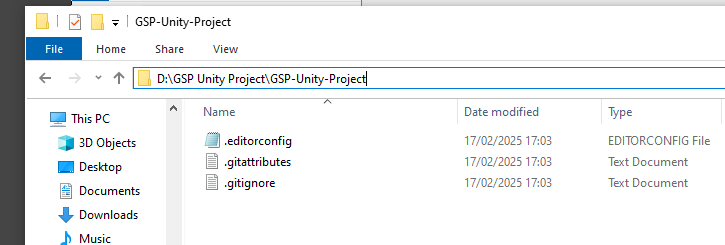 GSP-Unity-Project
File Home Share View
D:\GSP Unity Project\GSP-Unity-Project
This PC
3D Objects
Desktop
Documents
Downloads
Music
Name Date modified Type
.editorconfig 17/02/2025 17:03 EDITORCONFIG File
.gitattributes 17/02/2025 17:03 Text Document
.gitignore 17/02/2025 17:03 Text Document